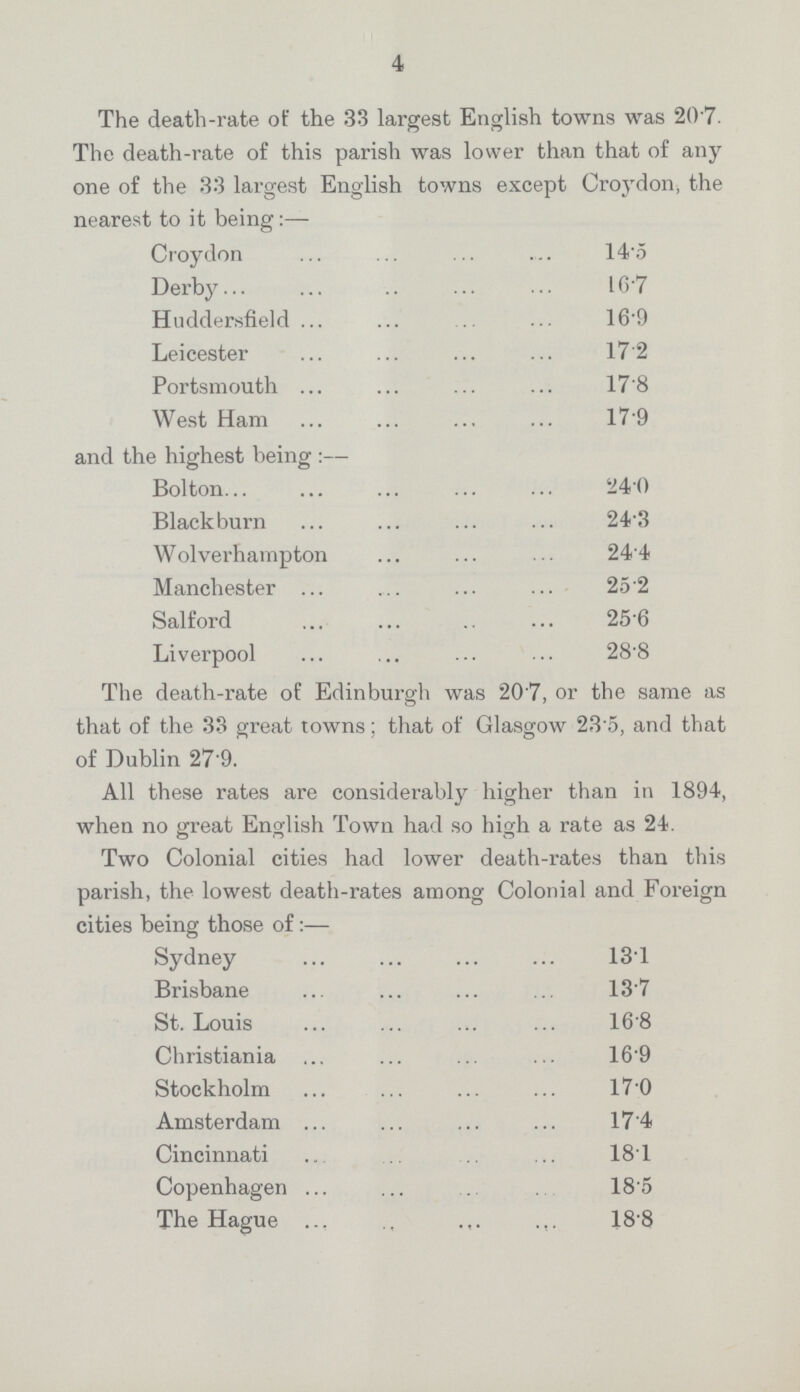 4
The death-rate of the 33 largest English towns was 20·7.
The death-rate of this parish was lower than that of any
one of the 33 largest English towns except Croydon, the
nearest to it being:—
Croydon ... ... ... ... 14·5
Derby... ... .. ... ... 16·7
Huddersfield ... ... ... ... 16·9
Leicester ... ... ... ... 17·2
Portsmouth ... ... ... ... 17·8
West Ham ... ... ... ... 17·9
and the highest being :—
Bolton... ... ... ... ... 24·0
Blackburn ... ... ... ... 24·3
Wolverhampton ... ... ... 24·4
Manchester ... ... ... ... 25·2
Salford ... ... .. ... 25·6
Liverpool ... ... ... ... 28·8
The death-rate of Edinburgh was 20·7, or the same as
that of the 33 great towns; that of Glasgow 23·5, and that
of Dublin 27·9.
All these rates are considerably higher than in 1894,
when no great English Town had so high a rate as 24.
Two Colonial cities had lower death-rates than this
parish, the lowest death-rates among Colonial and Foreign
cities being those of:—
Sydney ... ... ... ... 13·1
Brisbane ... ... ... ... 13·7
St. Louis ... ... ... ... 16·8
Christiania ... ... ... ... 16·9
Stockholm ... ... ... ... 17·0
Amsterdam ... ... ... ... 17·4
Cincinnati ... ... ... ... 18·1
Copenhagen ... ... ... ... 18·5
The Hague ... .. ... ... 18·8